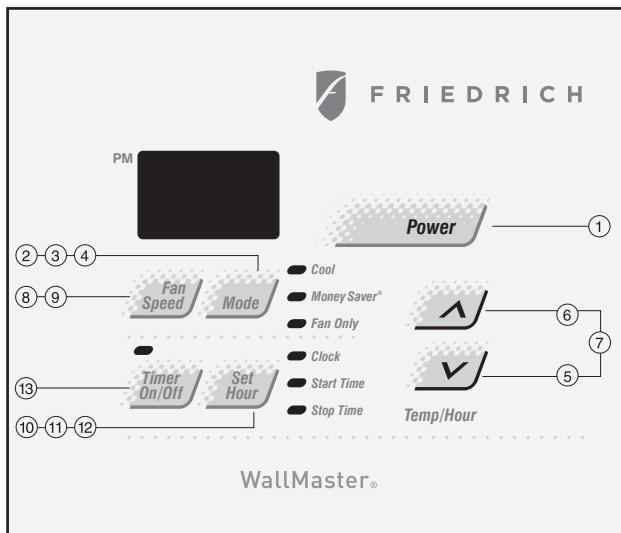 FRIEDRICH
PM
Power
1
2 3 4
8 9
Fan Speed
Mode
Cool
Money Saver®
Fan Only
6
7
5
13
Timer On/Off
Set Hour
Clock
Start Time
Stop Time
Temp/Hour
10 11 12
WallMaster®